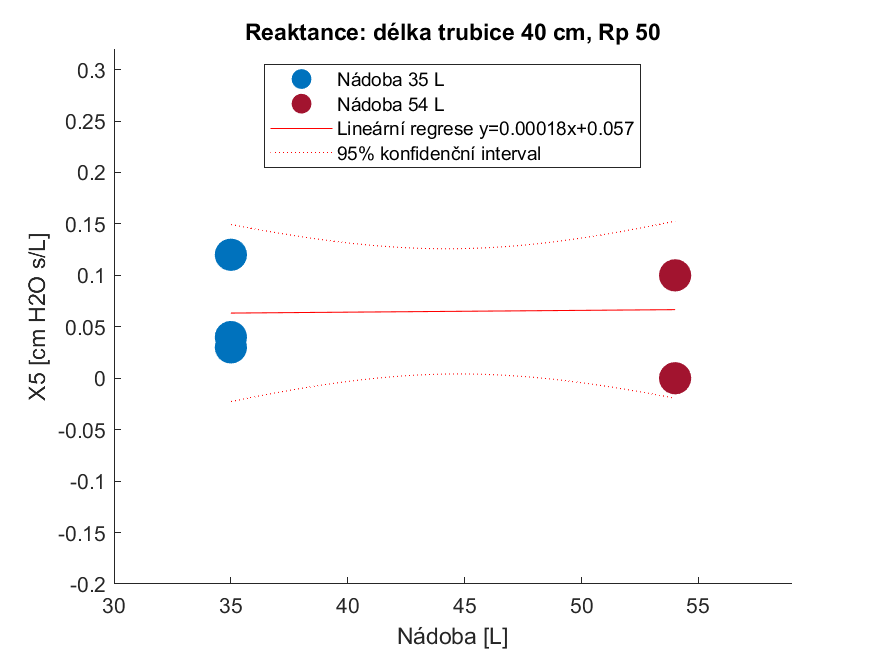 Reaktance: délka trubice 40 cm, Rp 50
Nádoba 35 L
Nádoba 54 L
Lineární regrese y=0.00018x+0.057
95% konfidenční interval
X5 [cm H2O s/L]
0.3
0.25
0.2
0.15
0.1
0.05
0
-0.05
-0.1
-0.15
-0.2
30 35 40 45 50 55
Nádoba [L]